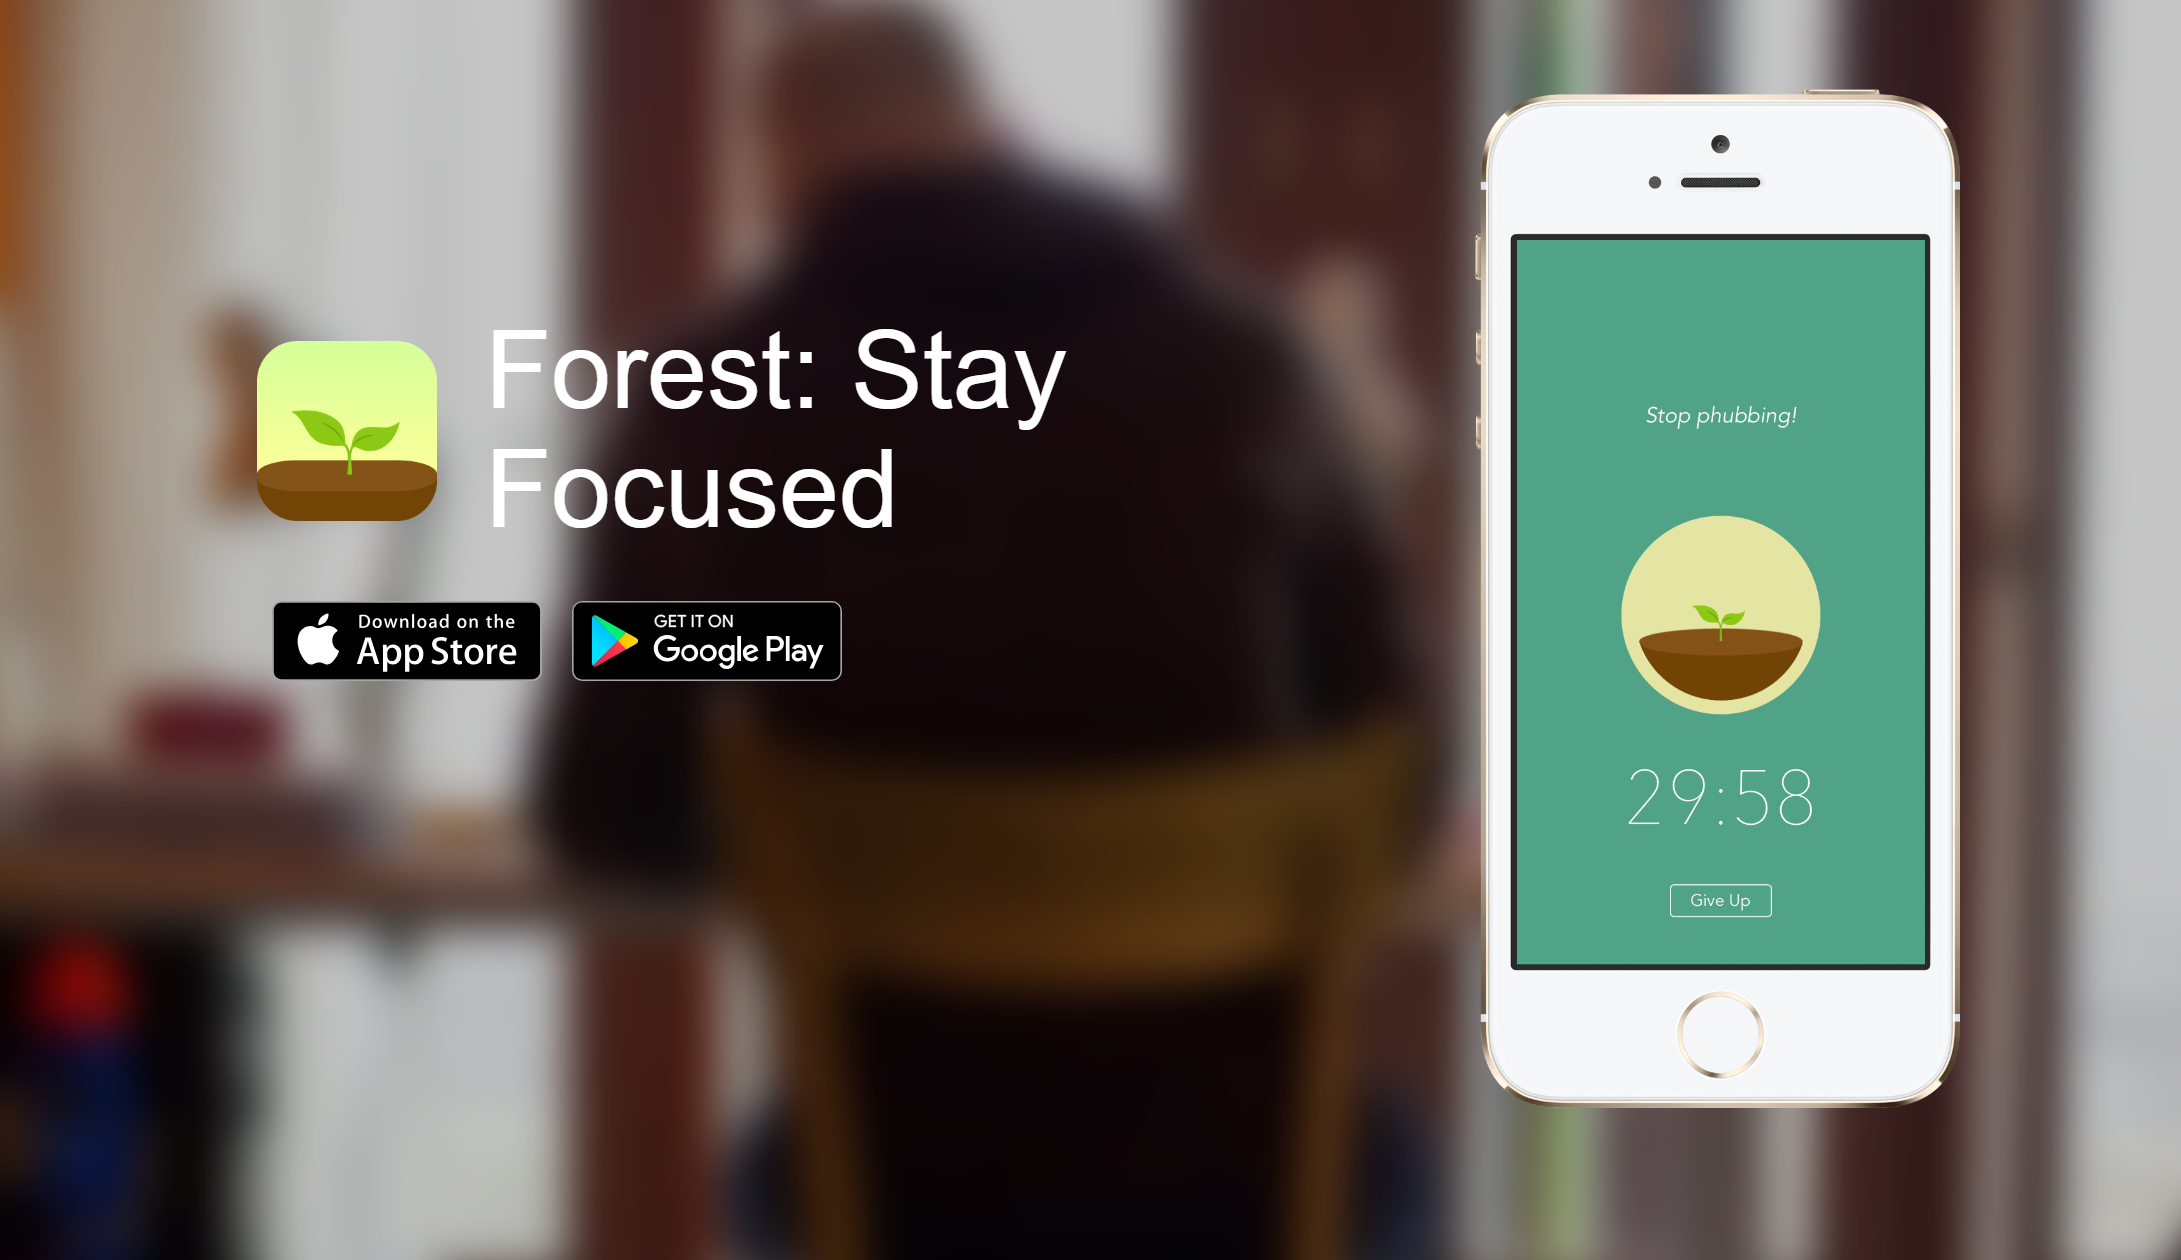 Forest: Stay
Focused
Download on the
App Store
GET IT ON
Google Play
Stop phubbing!
29:58
Give Up